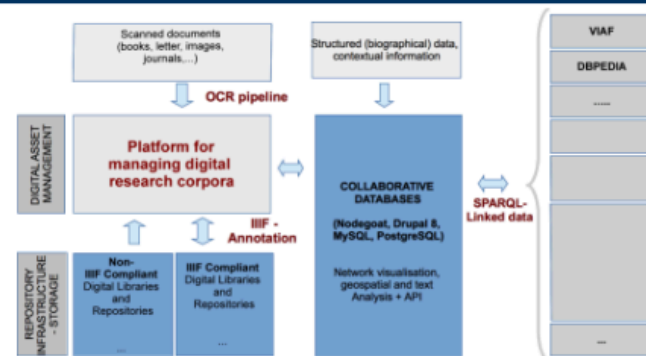 Scanned documents
(books, letter, images,
journals,...)
Structured (biographical) data,
contextual information
OCR pipeline
DIGITAL ASSET
MANAGEMENT
Platform for
managing digital
research corpora
IIIF -
Annotation
COLLABORATIVE
DATABASES
(Nodegoat, Drupal 8,
MySQL, PostgreSQL)
Network visualisation,
geospatial and text
Analysis + API
SPARQL-
Linked data
VIAF
DBPEDIA
......
...
REPOSITORY
INFRASTRUCTURE
- STORAGE
Non-
IIIF Compliant
Digital Libraries
and
Repositories
...
IIIF Compliant
Digital Libraries
and
Repositories
...